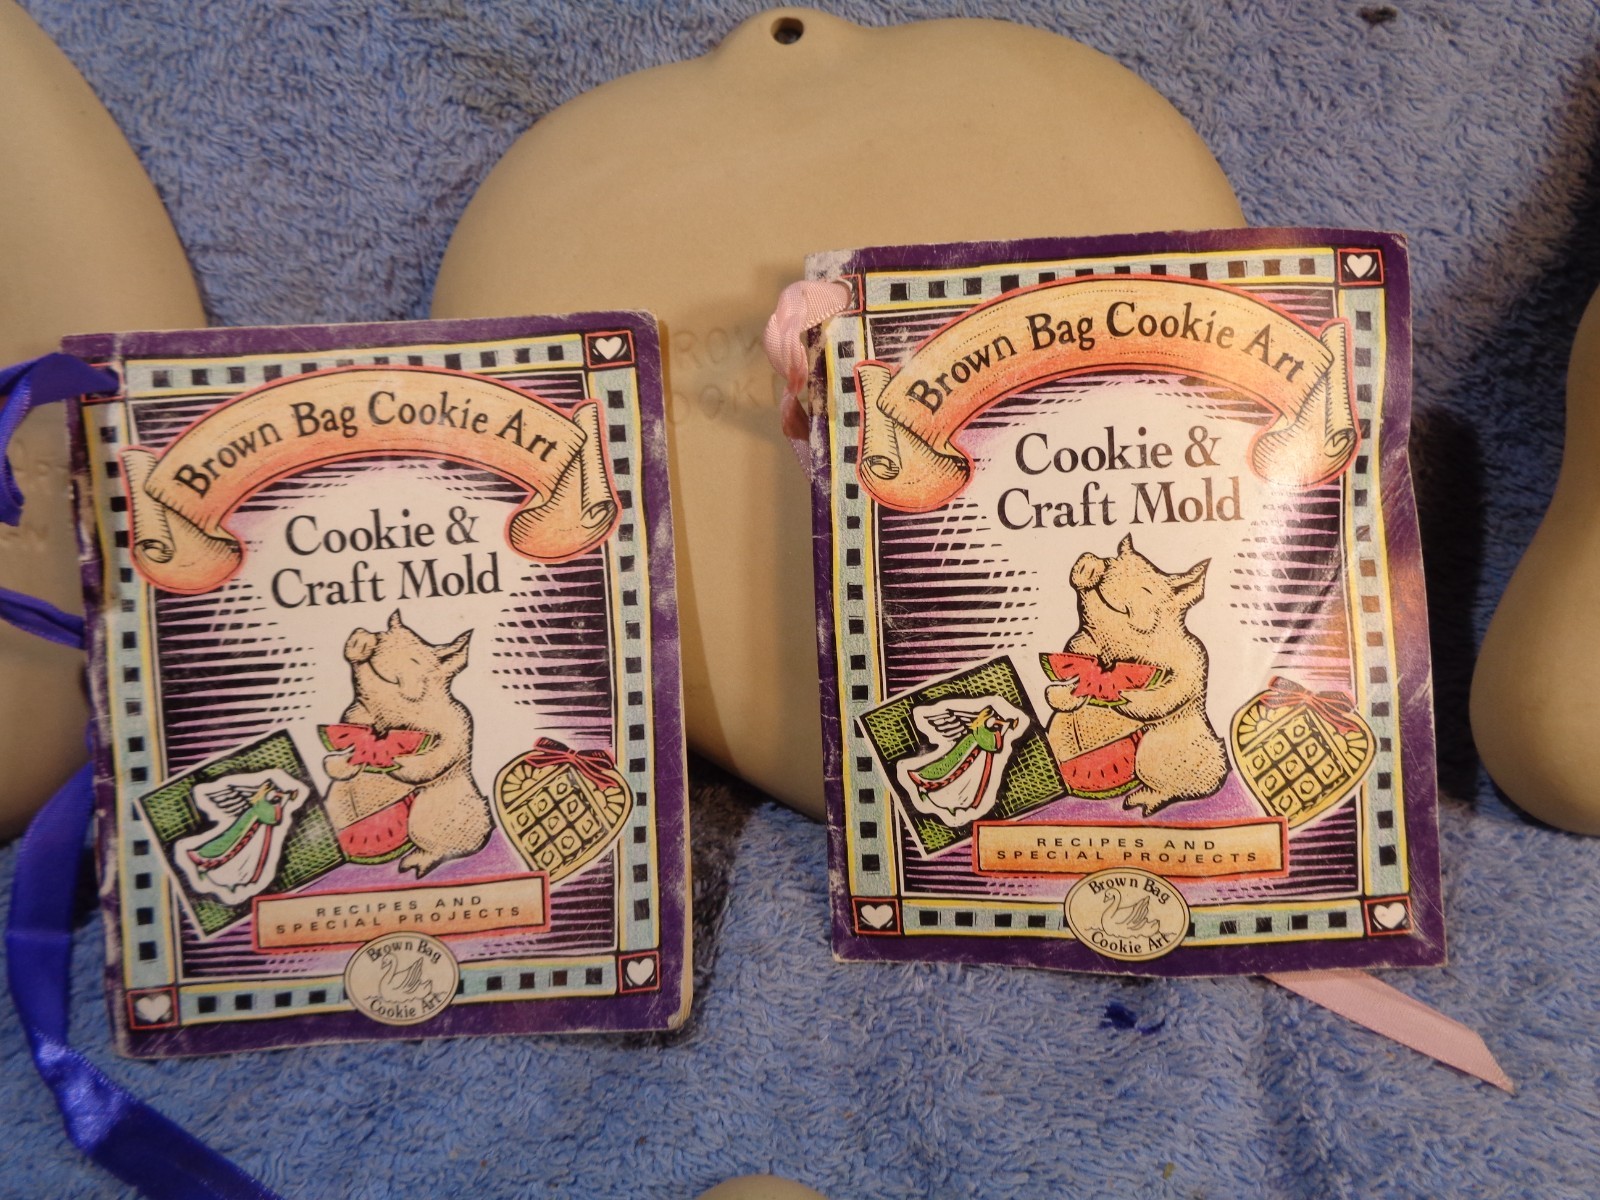 Brown Bag Cookie Art
Cookie &
Craft Mold
RECIPES AND
SPECIAL PROJECTS
Brown Bag
Cookie Art
Brown Bag Cookie Art
Cookie &
Craft Mold
RECIPES AND
SPECIAL PROJECTS
Brown Bag
Cookie Art